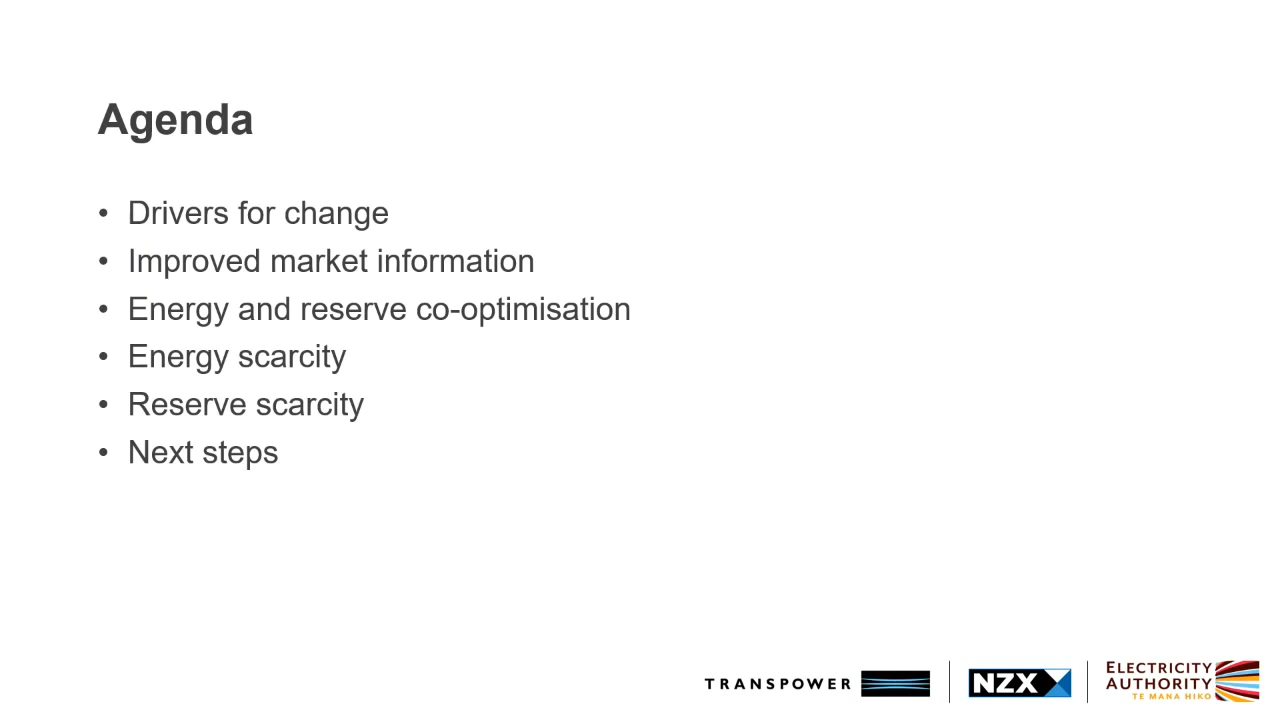 Agenda
• Drivers for change
• Improved market information
• Energy and reserve co-optimisation
• Energy scarcity
• Reserve scarcity
• Next steps
TRANSPOWER
NZX
ELECTRICITY
AUTHORITY
TE MANA HIKO